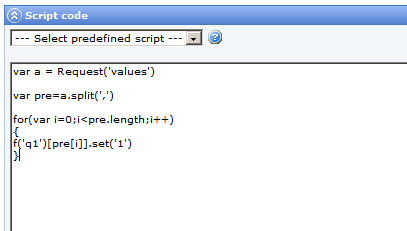 Script code
--- Select predefined script ---
var a = Request('values')
var pre=a.split(',')
for(var i=0;i<pre.length;i++)
{
f('q1')[pre[i]].set('1')
}